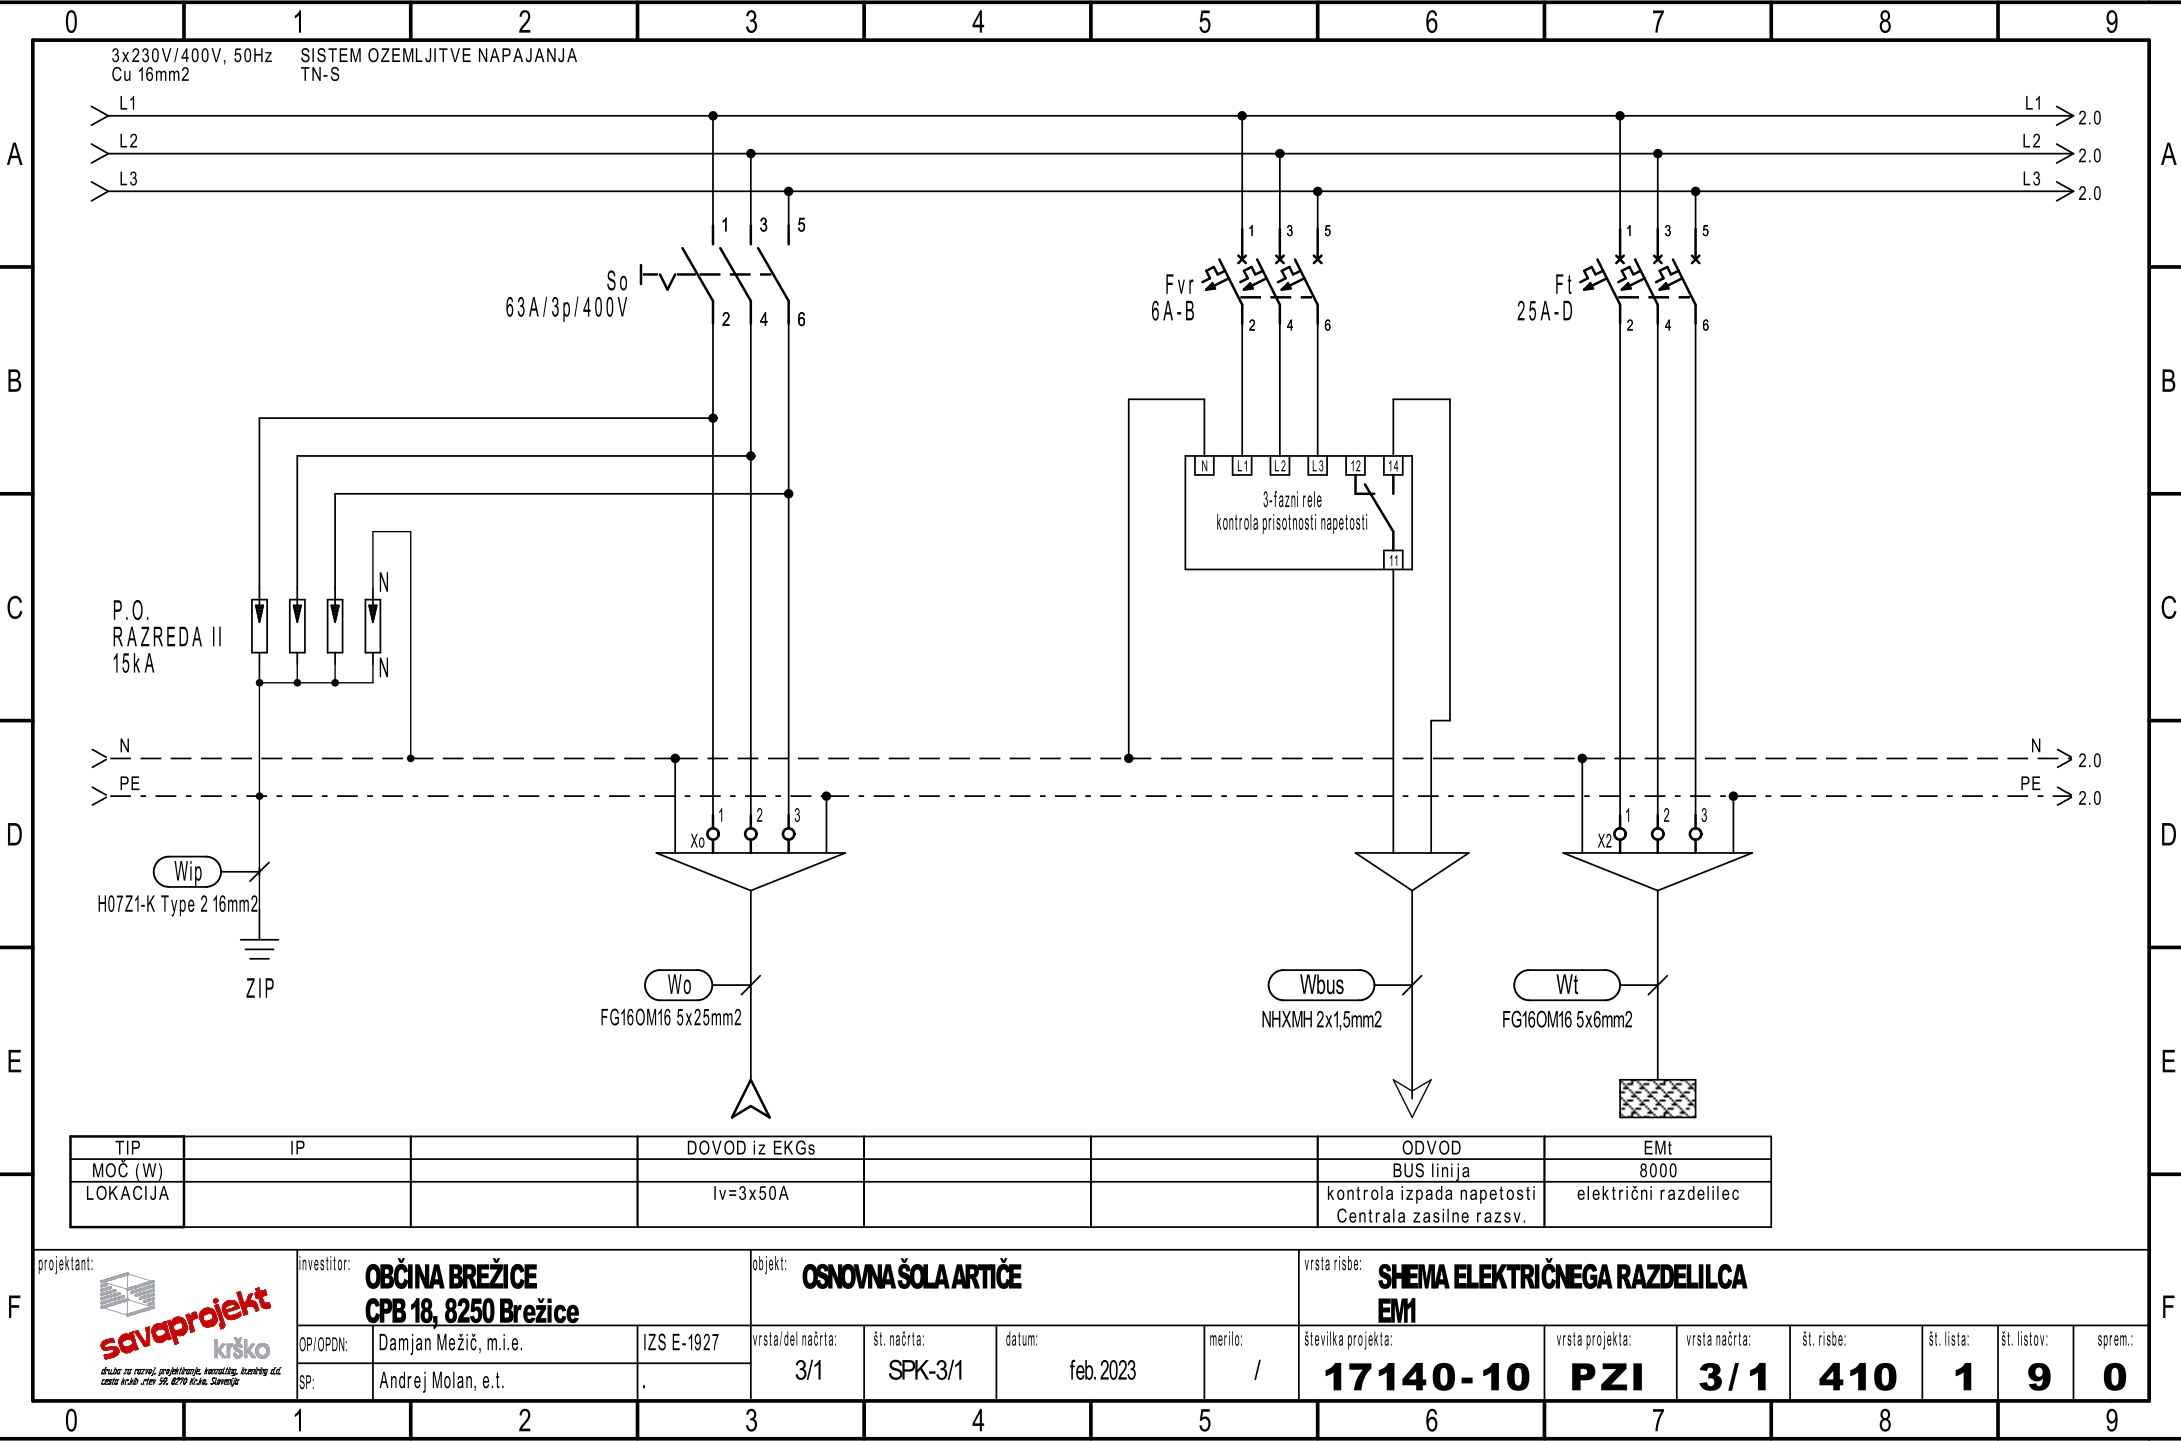 0 1 2 3 4 5 6 7 8 9
3x230V/400V, 50Hz SISTEM OZEMLJITVE NAPAJANJA
Cu 16mm2 TN-S
L1 L1 2.0
L2 L2 2.0
L3 L3 2.0
A A
1 3 5 1 3 5 1 3 5
So
63A/3p/400V
Fvr
6A-B
Ft
25A-D
2 4 6 2 4 6 2 4 6
B B
N L1 L2 L3 12 14
3-fazni rele
kontrola prisotnosti napetosti
11
C C
P.O.
RAZREDA II
15kA
N
N
N N 2.0
PE PE 2.0
D D
Xo 1 2 3 X2 1 2 3
Wip
H07Z1-K Type 2 16mm2
ZIP
Wo
FG16OM16 5x25mm2
Wbus
NHXMH 2x1,5mm2
Wt
FG16OM16 5x6mm2
E E
TIP IP DOVOD iz EKGs ODVOD EMt
MOČ (W) BUS linija 8000
LOKACIJA Iv=3x50A kontrola izpada napetosti električni razdelilec
Centrala zasilne razsv.
F F
projektant:
savaprojekt
krško
investitor: OBČINA BREŽICE
CPB 18, 8250 Brežice
objekt: OSNOVNA ŠOLA ARTIČE
vrsta risbe: SHEMA ELEKTRIČNEGA RAZDELILCA
EM1
OP/OPDN: Damjan Mežič, m.i.e. IZS E-1927
SP: Andrej Molan, e.t. .
vrsta/del načrta: št. načrta: datum: merilo: številka projekta: vrsta projekta: vrsta načrta: št. risbe: št. lista: št. listov: sprem.:
3/1 SPK-3/1 feb. 2023 / 17140-10 PZI 3/1 410 1 9 0
0 1 2 3 4 5 6 7 8 9